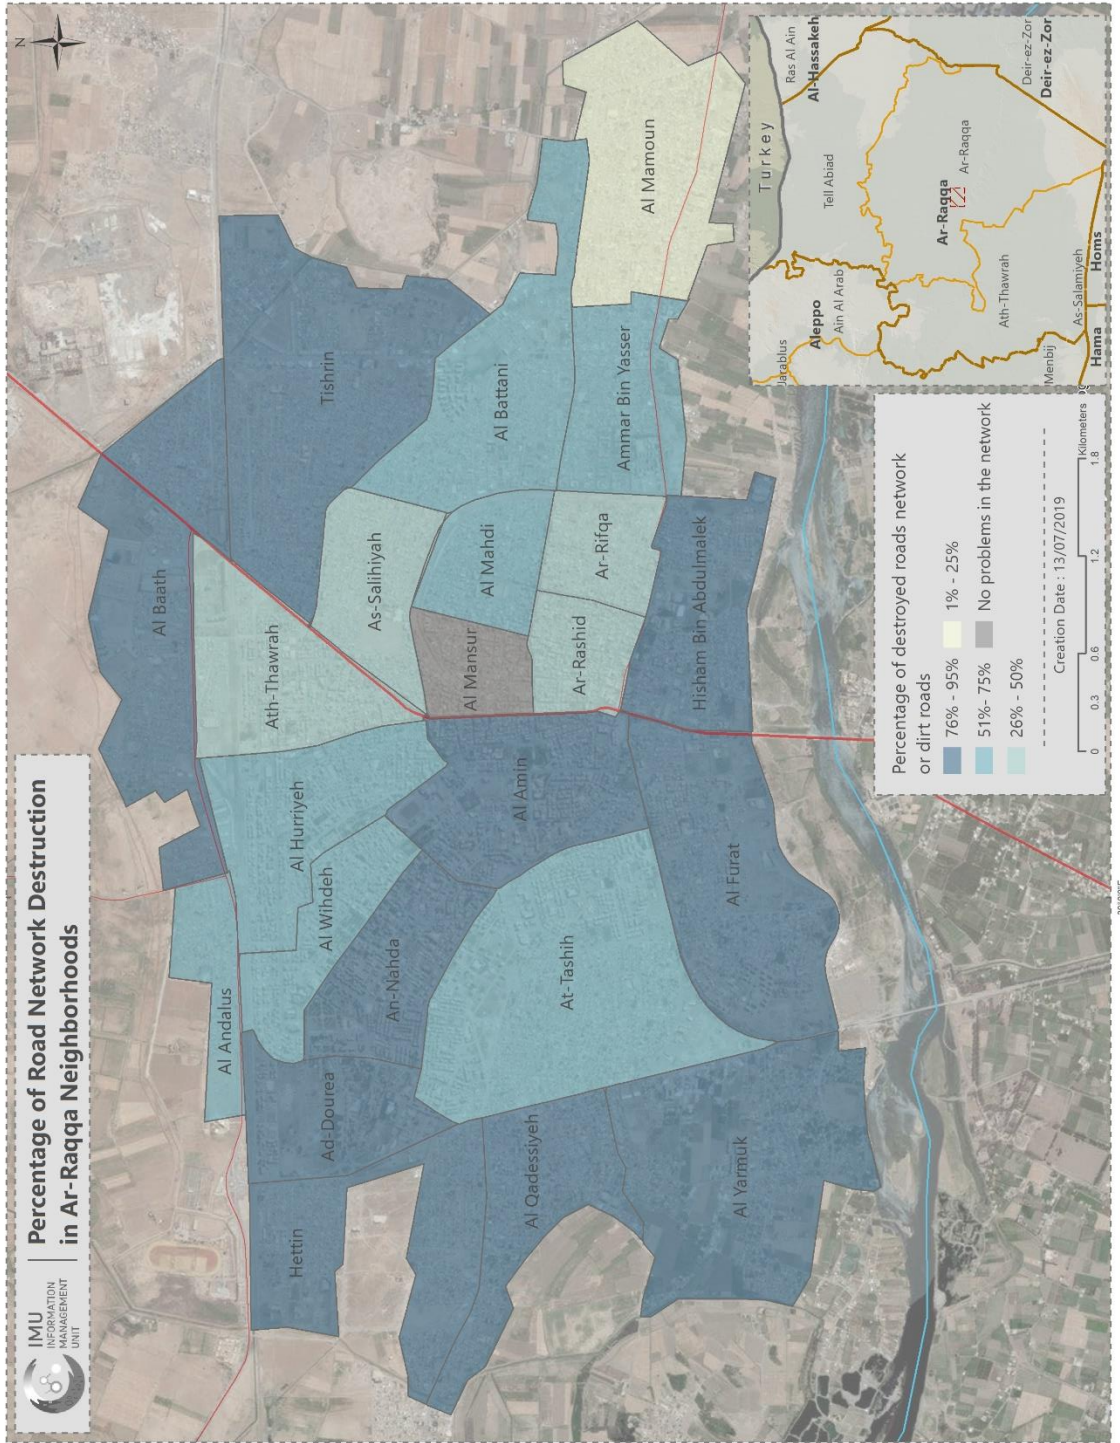 IMU
INFORMATION
MANAGEMENT
UNIT
Percentage of Road Network Destruction
in Ar-Raqqa Neighborhoods
N
Al Baath
Tishrin
Al Andalus
Al Hurriyeh
Ath-Thawrah
As-Salihiyah
Al Battani
Al Mamoun
Hettin
Ad-Dourea
Al Wihdeh
An-Nahda
Al Amin
Al Mansur
Al Mahdi
Ammar Bin Yasser
Al Qadessiyeh
At-Tashih
Ar-Rashid
Ar-Rifqa
Al Yarmuk
Al Furat
Hisham Bin Abdulmalek
Percentage of destroyed roads network
or dirt roads
76% - 95%
1% - 25%
51%- 75%
No problems in the network
26% - 50%
Creation Date : 13/07/2019
0 0.3 0.6 1.2 1.8
Kilometers
Turkey
Jarablus
Ras Al Ain
Aleppo
Al-Hassakeh
Ain Al Arab
Tell Abiad
Ar-Raqqa
Ar-Raqqa
Ath-Thawrah
Menbij
As-Salamiyeh
Hama
Homs
Deir-ez-Zor
Deir-ez-Zor